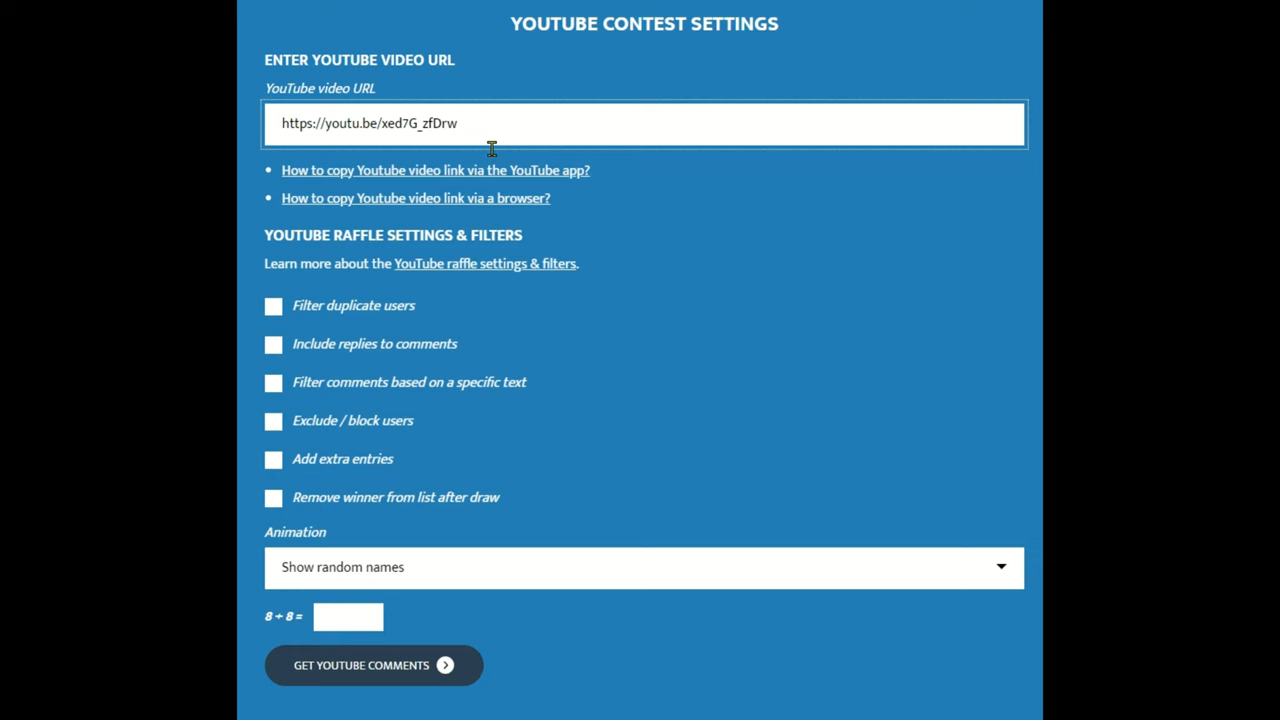 YOUTUBE CONTEST SETTINGS
ENTER YOUTUBE VIDEO URL
YouTube video URL
https://youtu.be/xed7G_zfDrw
How to copy Youtube video link via the YouTube app?
How to copy Youtube video link via a browser?
YOUTUBE RAFFLE SETTINGS & FILTERS
Learn more about the YouTube raffle settings & filters.
Filter duplicate users
Include replies to comments
Filter comments based on a specific text
Exclude / block users
Add extra entries
Remove winner from list after draw
Animation
Show random names
8 ÷ 8 =
GET YOUTUBE COMMENTS